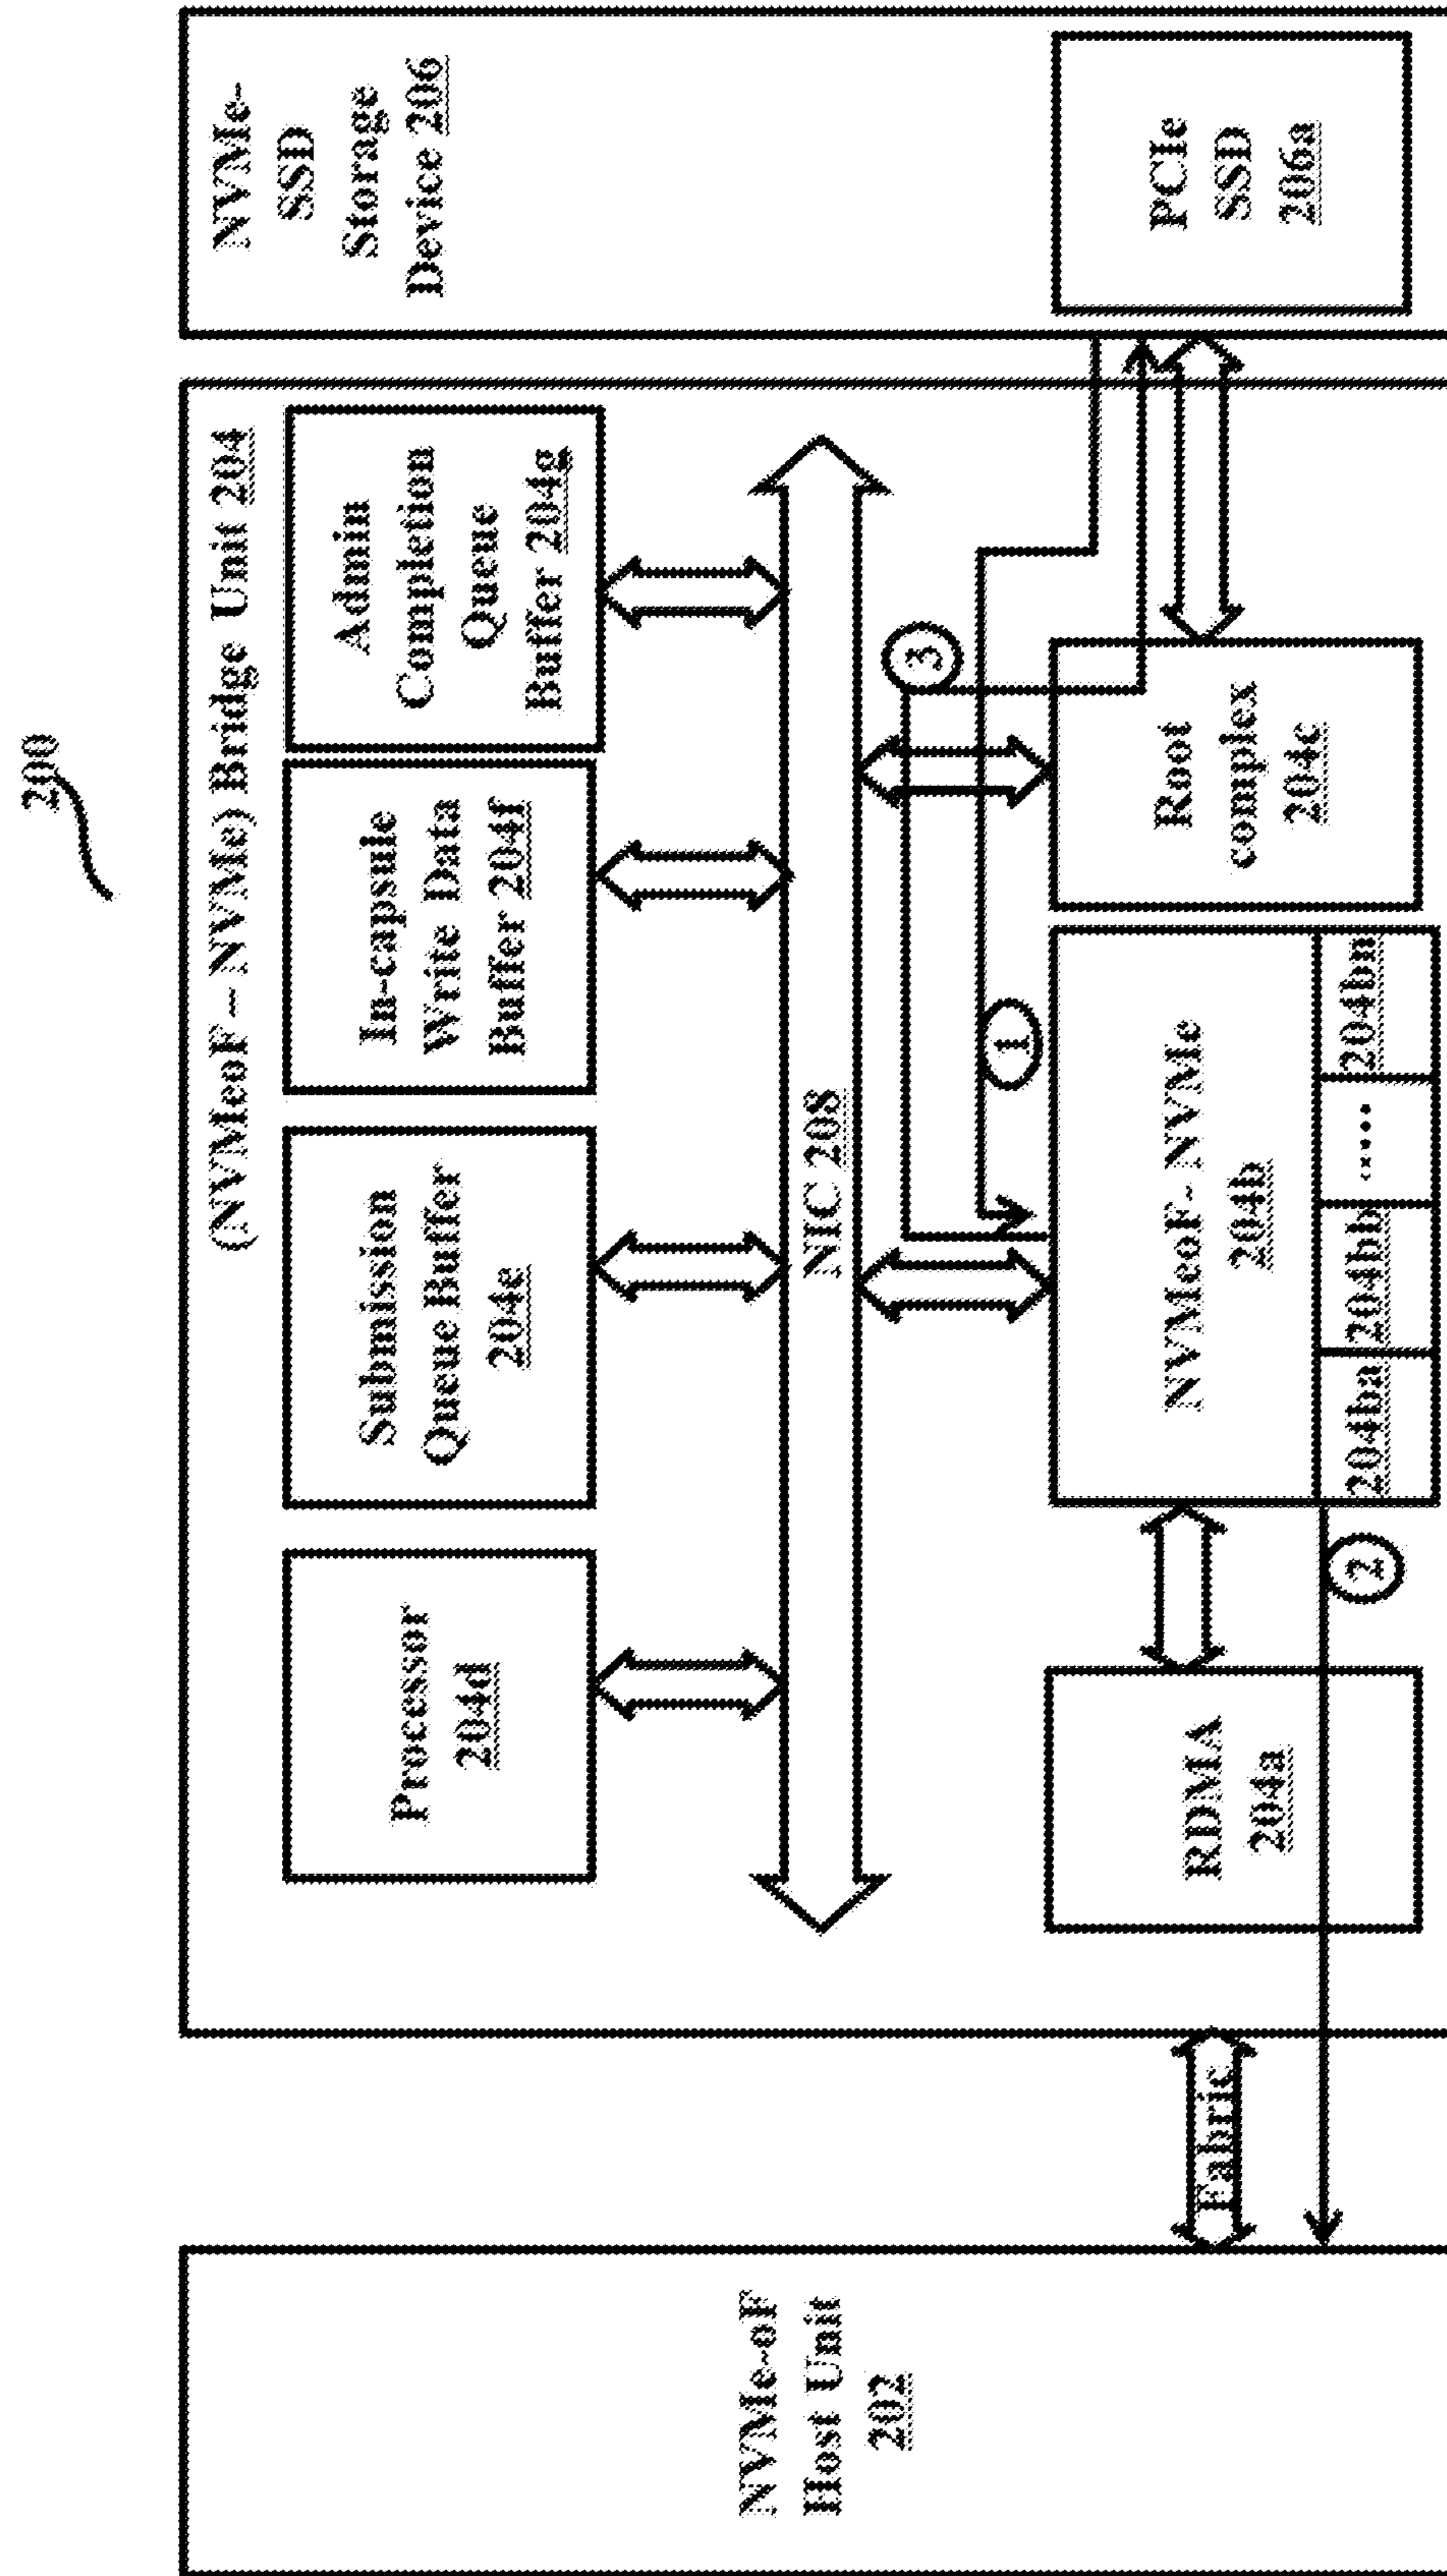 200
NVMe-oF
Host Unit
202
Fabric
(NVMeoF – NVMe) Bridge Unit 204
Processor
204d
Submission
Queue Buffer
204e
In-capsule
Write Data
Buffer 204f
Admin
Completion
Queue
Buffer 204g
NIC 208
3
1
RDMA
204a
2
NVMeoF- NVMe
204b
204ba
204bb
....
204bn
Root
complex
204c
NVMe-
SSD
Storage
Device 206
PCIe
SSD
206a